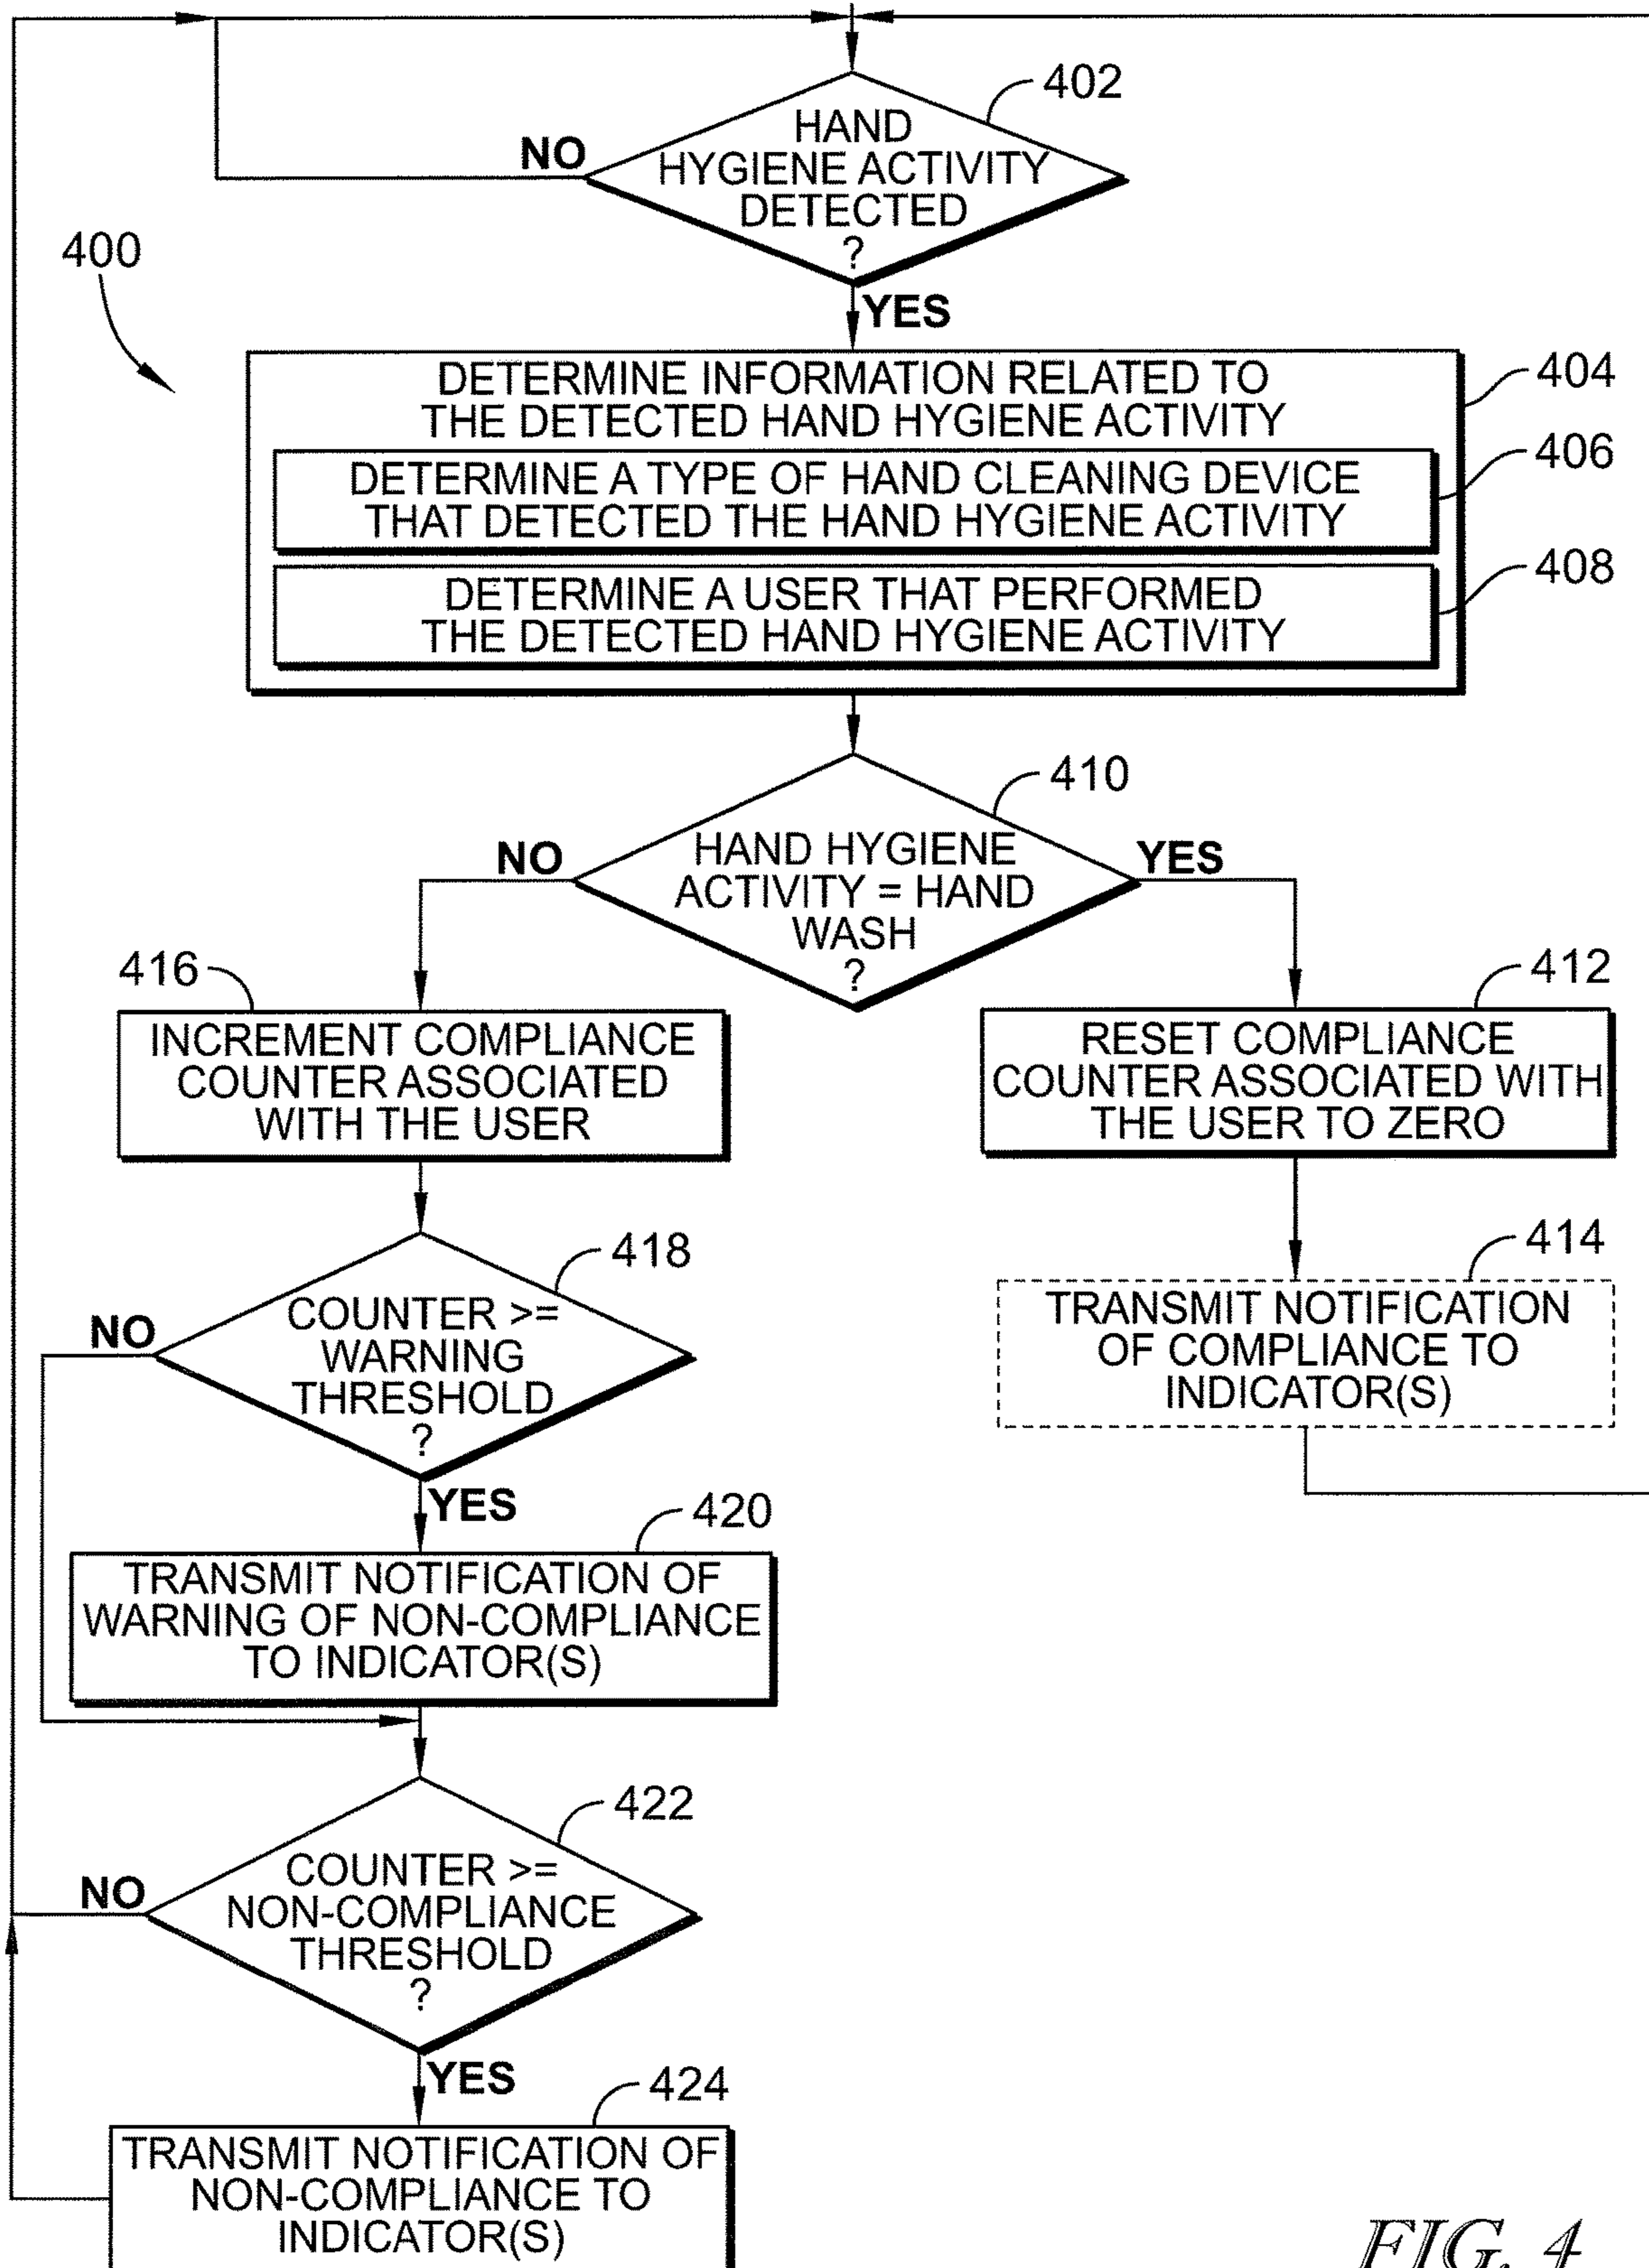 402
HAND
HYGIENE ACTIVITY
DETECTED
?
NO
YES
400
404
DETERMINE INFORMATION RELATED TO
THE DETECTED HAND HYGIENE ACTIVITY
406
DETERMINE A TYPE OF HAND CLEANING DEVICE
THAT DETECTED THE HAND HYGIENE ACTIVITY
408
DETERMINE A USER THAT PERFORMED
THE DETECTED HAND HYGIENE ACTIVITY
410
HAND HYGIENE
ACTIVITY = HAND
WASH
?
NO
YES
416
INCREMENT COMPLIANCE
COUNTER ASSOCIATED
WITH THE USER
412
RESET COMPLIANCE
COUNTER ASSOCIATED WITH
THE USER TO ZERO
414
TRANSMIT NOTIFICATION
OF COMPLIANCE TO
INDICATOR(S)
418
COUNTER >=
WARNING
THRESHOLD
?
NO
YES
420
TRANSMIT NOTIFICATION OF
WARNING OF NON-COMPLIANCE
TO INDICATOR(S)
422
COUNTER >=
NON-COMPLIANCE
THRESHOLD
?
NO
YES
424
TRANSMIT NOTIFICATION OF
NON-COMPLIANCE TO
INDICATOR(S)
FIG. 4